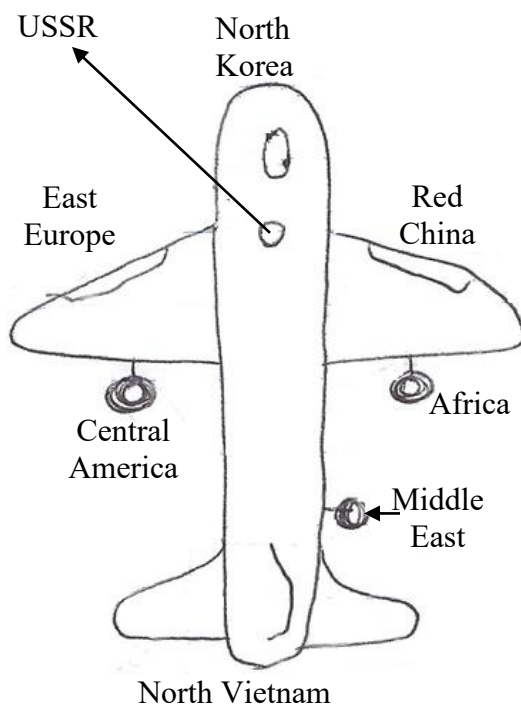 USSR
North
Korea
East
Europe
Red
China
Central
America
Africa
Middle
East
North Vietnam